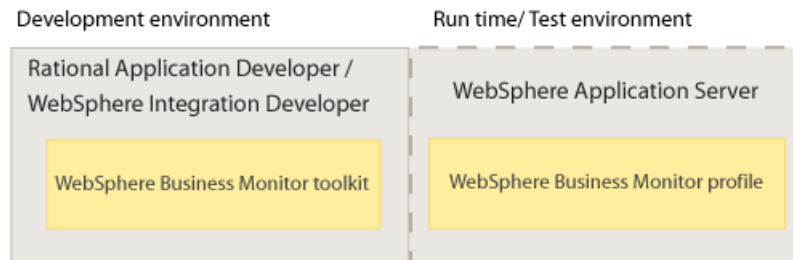 Development environment
Run time/ Test environment
Rational Application Developer /
WebSphere Integration Developer
WebSphere Application Server
WebSphere Business Monitor toolkit
WebSphere Business Monitor profile